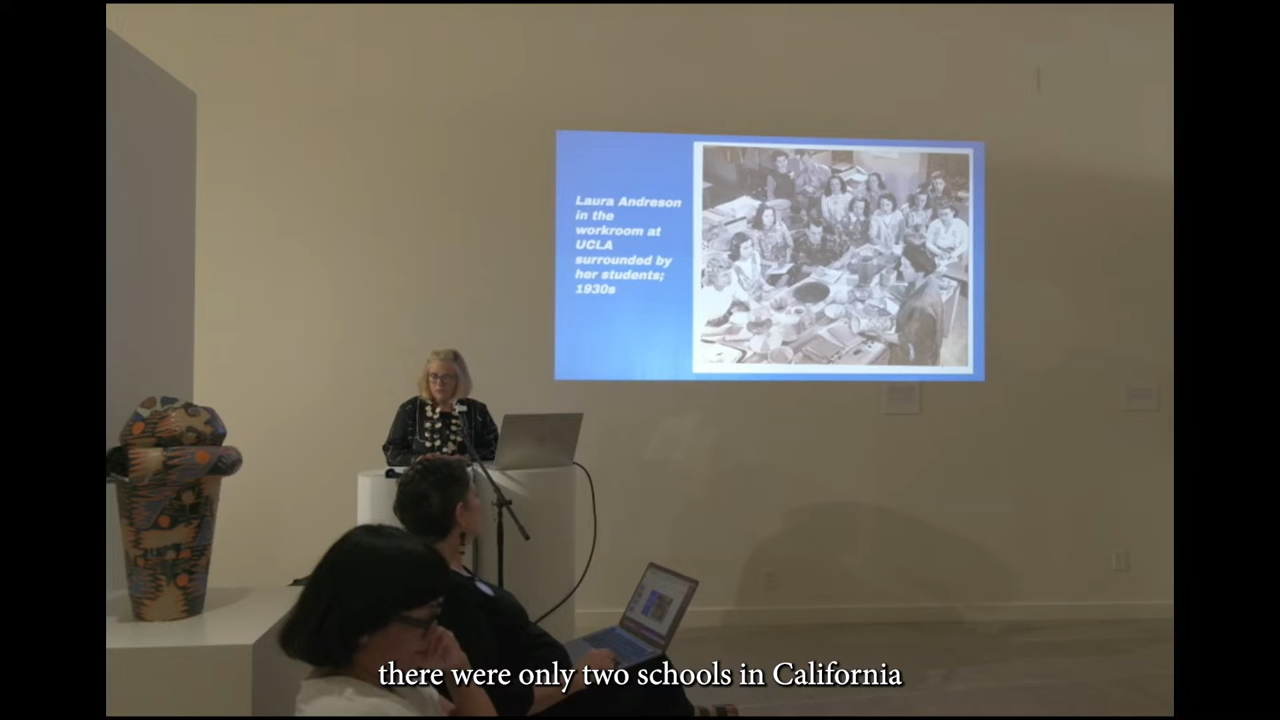 Laura Andreson
in the
workroom at
UCLA
surrounded by
her students;
1930s
there were only two schools in California